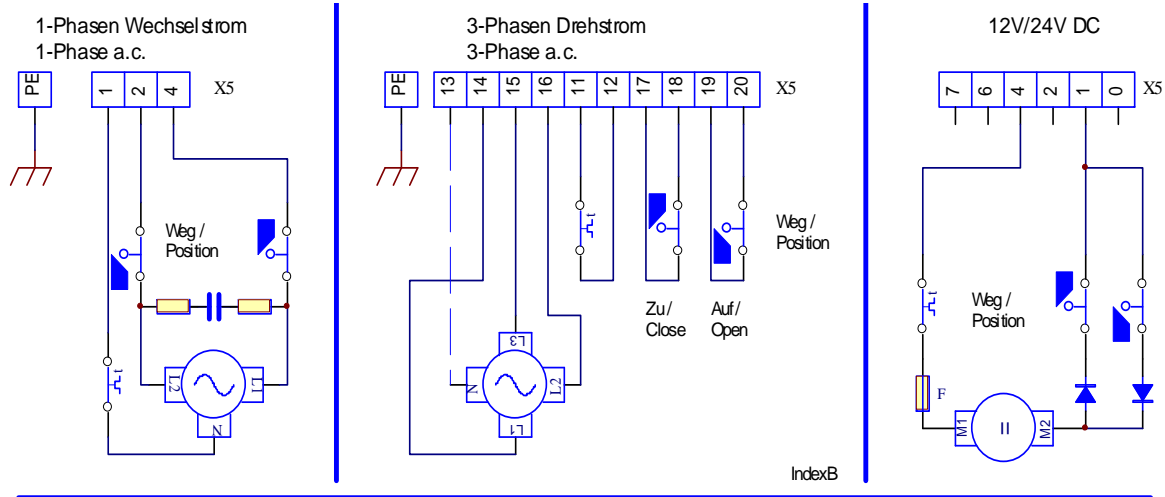 1-Phasen Wechselstrom
1-Phase a.c.
PE 1 2 4 X5
Weg /
Position
t
L2 L1
N
3-Phasen Drehstrom
3-Phase a.c.
PE 13 14 15 16 11 12 17 18 19 20 X5
t
Weg /
Position
Zu /
Close
Auf /
Open
L3
N L2
L1
IndexB
12V/24V DC
7 6 4 2 1 0 X5
t
Weg /
Position
F
M1 II M2